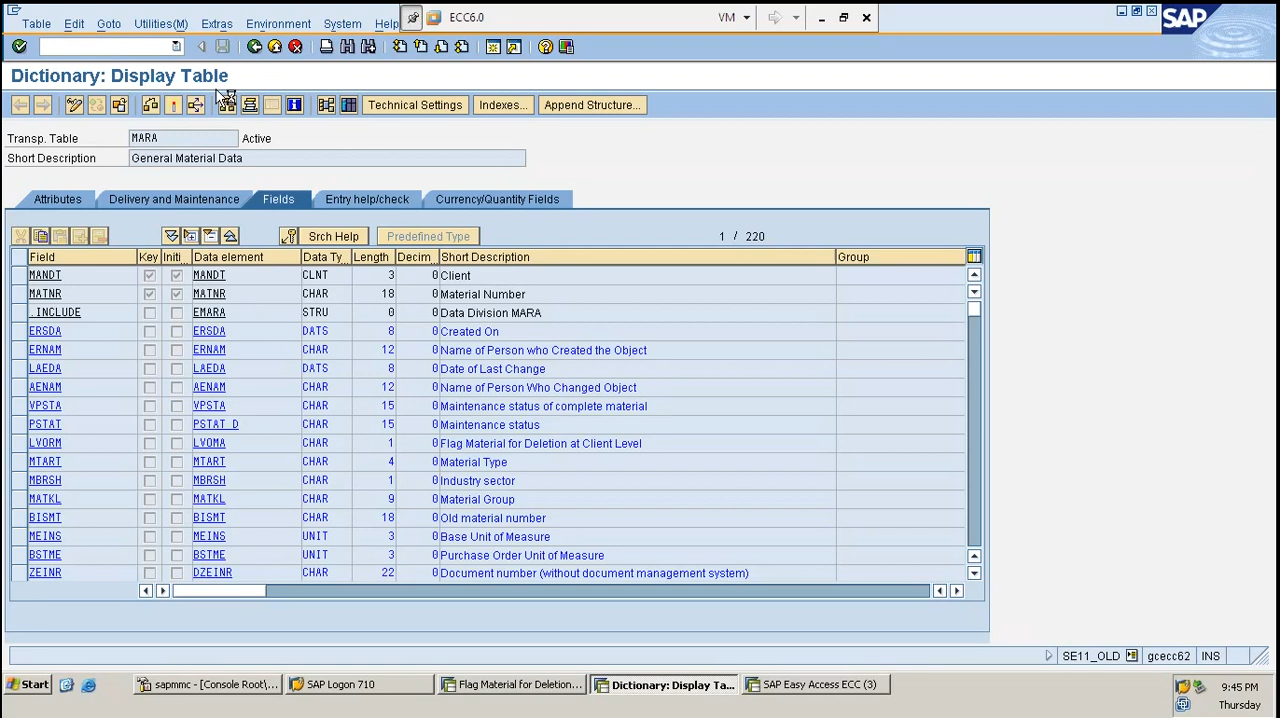 Table Edit Goto Utilities(M) Extras Environment System Help ECC6.0 VM
SAP
Dictionary: Display Table
Technical Settings Indexes... Append Structure...
Transp. Table MARA Active
Short Description General Material Data
Attributes Delivery and Maintenance Fields Entry help/check Currency/Quantity Fields
Srch Help Predefined Type 1 / 220
Field Key Initi... Data element Data Ty... Length Decim... Short Description Group
MANDT MANDT CLNT 3 0 Client
MATNR MATNR CHAR 18 0 Material Number
.INCLUDE EMARA STRU 0 0 Data Division MARA
ERSDA ERSDA DATS 8 0 Created On
ERNAM ERNAM CHAR 12 0 Name of Person who Created the Object
LAEDA LAEDA DATS 8 0 Date of Last Change
AENAM AENAM CHAR 12 0 Name of Person Who Changed Object
VPSTA VPSTA CHAR 15 0 Maintenance status of complete material
PSTAT PSTAT_D CHAR 15 0 Maintenance status
LVORM LVOMA CHAR 1 0 Flag Material for Deletion at Client Level
MTART MTART CHAR 4 0 Material Type
MBRSH MBRSH CHAR 1 0 Industry sector
MATKL MATKL CHAR 9 0 Material Group
BISMT BISMT CHAR 18 0 Old material number
MEINS MEINS UNIT 3 0 Base Unit of Measure
BSTME BSTME UNIT 3 0 Purchase Order Unit of Measure
ZEINR DZEINR CHAR 22 0 Document number (without document management system)
SE11_OLD gcecc62 INS
Start sapmmc - [Console Root\... SAP Logon 710 Flag Material for Deletion... Dictionary: Display Ta... SAP Easy Access ECC (3) 9:45 PM
Thursday